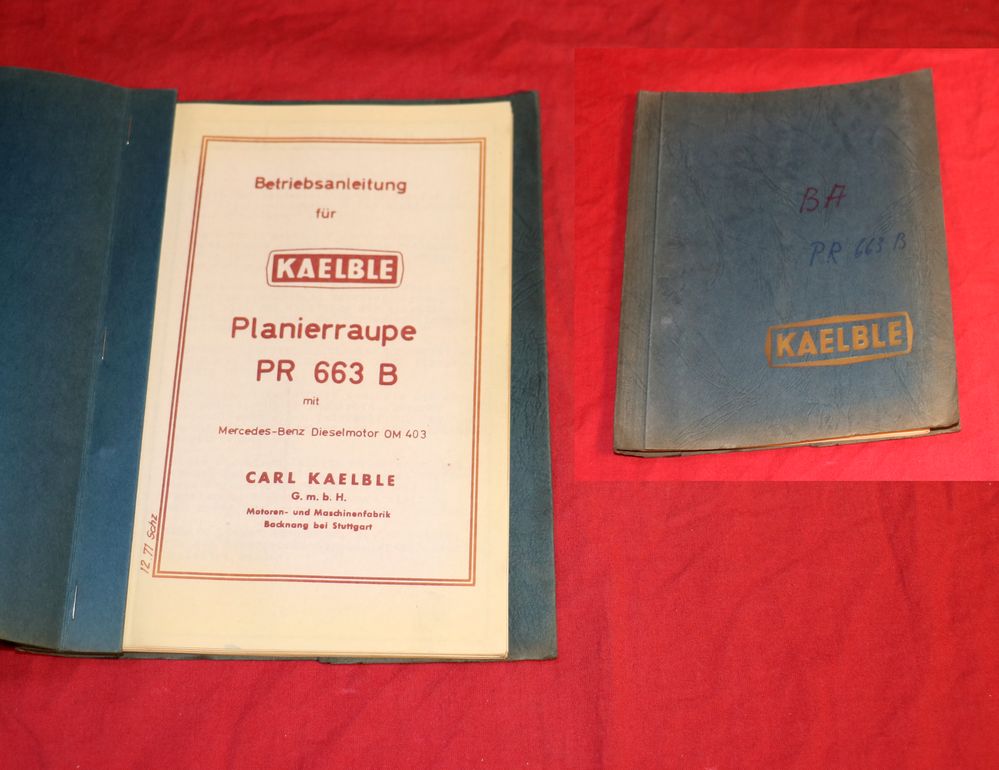 Betriebsanleitung
für
KAELBLE
Planierraupe
PR 663 B
mit
Mercedes-Benz Dieselmotor OM 403
CARL KAELBLE
G. m. b. H.
Motoren- und Maschinenfabrik
Backnang bei Stuttgart
12.71 Schz
BA
PR 663 B
KAELBLE